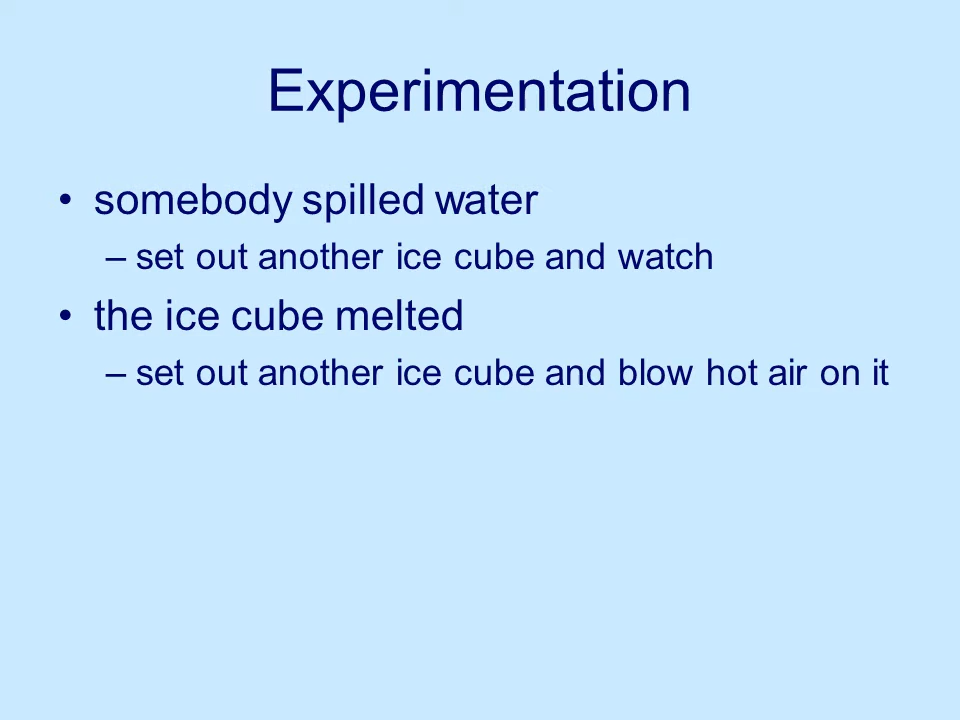 Experimentation
• somebody spilled water
– set out another ice cube and watch
• the ice cube melted
– set out another ice cube and blow hot air on it